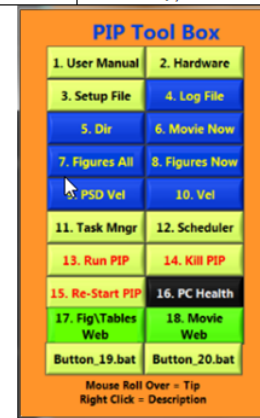 PIP Tool Box
1. User Manual
2. Hardware
3. Setup File
4. Log File
5. Dir
6. Movie Now
7. Figures All
8. Figures Now
PSD Vel
10. Vel
11. Task Mngr
12. Scheduler
13. Run PIP
14. Kill PIP
15. Re-Start PIP
16. PC Health
17. Fig\Tables
Web
18. Movie
Web
Button_19.bat
Button_20.bat
Mouse Roll
Over = Tip
Right Click =
Description